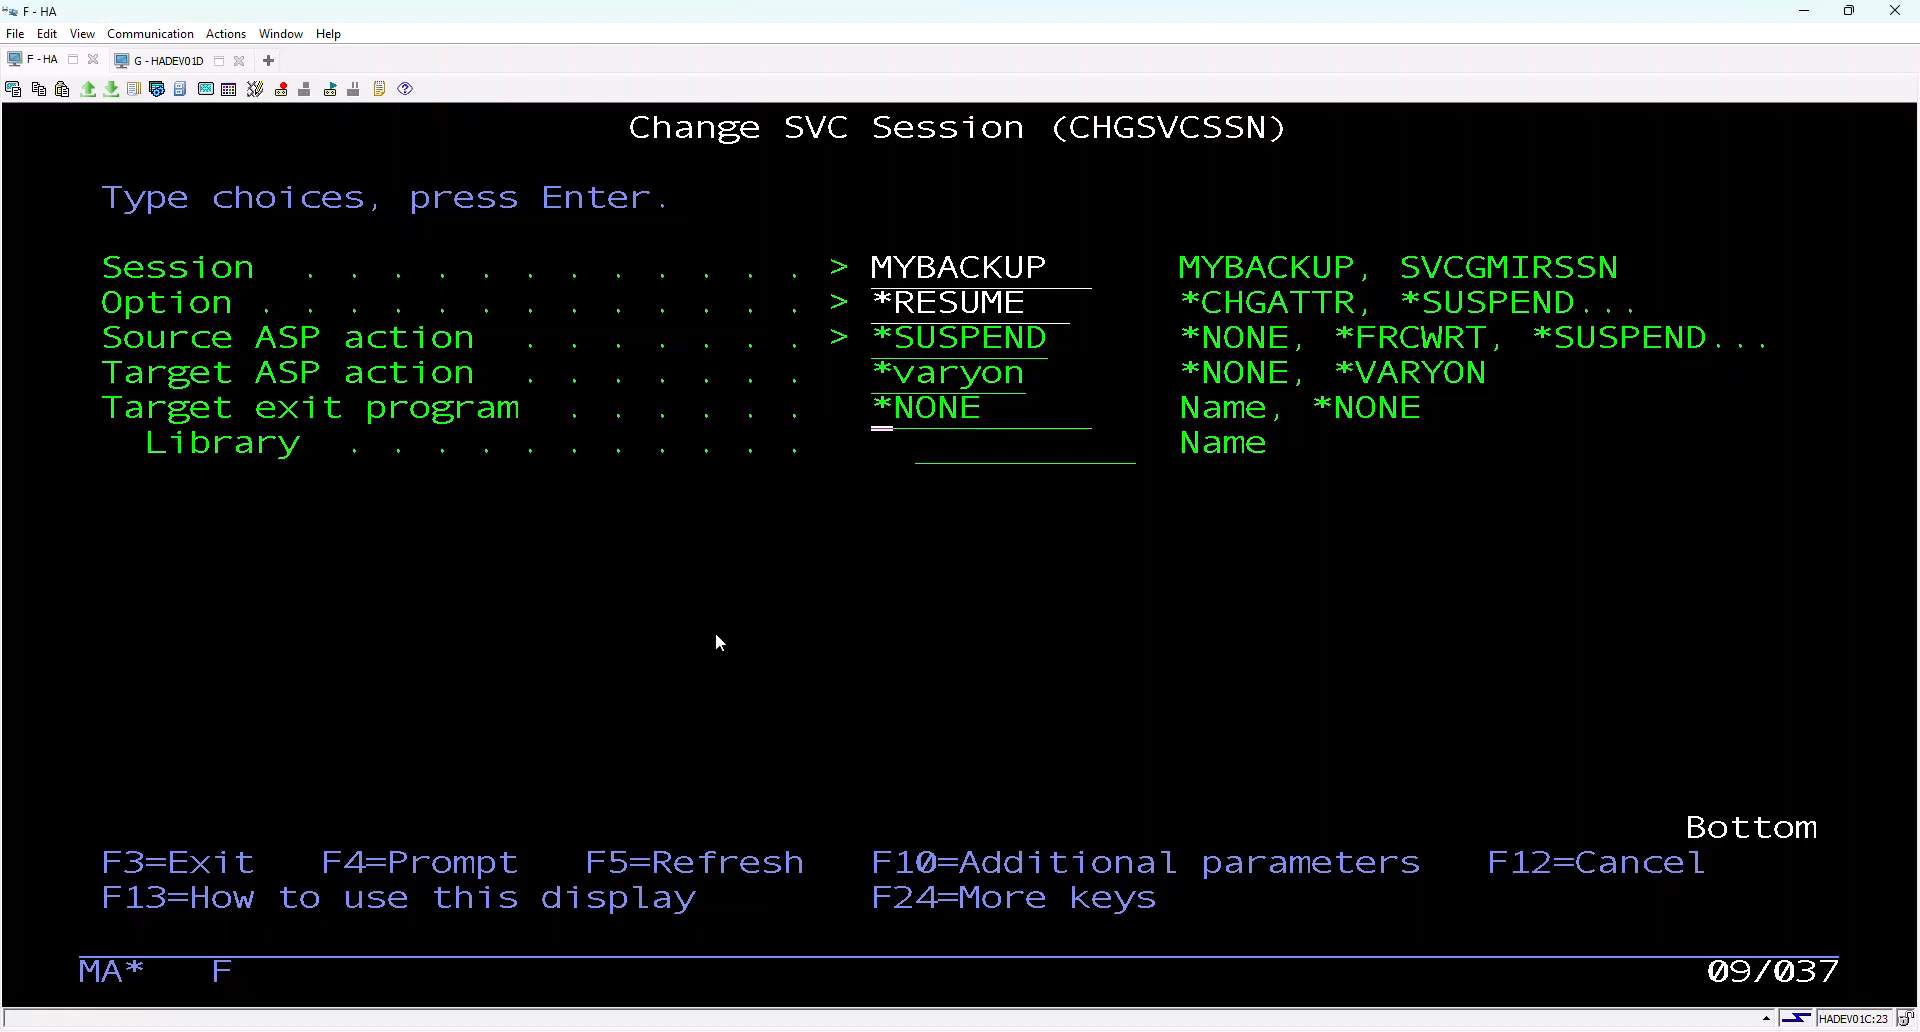 F - HA
File Edit View Communication Actions Window Help
F - HA G - HADEV01D
Change SVC Session (CHGSVCSSN)
Type choices, press Enter.
Session . . . . . . . . . . . . > MYBACKUP MYBACKUP, SVCGMIRSSN
Option . . . . . . . . . . . . . > *RESUME *CHGATTR, *SUSPEND...
Source ASP action . . . . . . . > *SUSPEND *NONE, *FRCWRT, *SUSPEND...
Target ASP action . . . . . . . *varyon *NONE, *VARYON
Target exit program . . . . . . *NONE Name, *NONE
Library . . . . . . . . . . . Name
Bottom
F3=Exit F4=Prompt F5=Refresh F10=Additional parameters F12=Cancel
F13=How to use this display F24=More keys
MA* F 09/037
HADEV01C:23